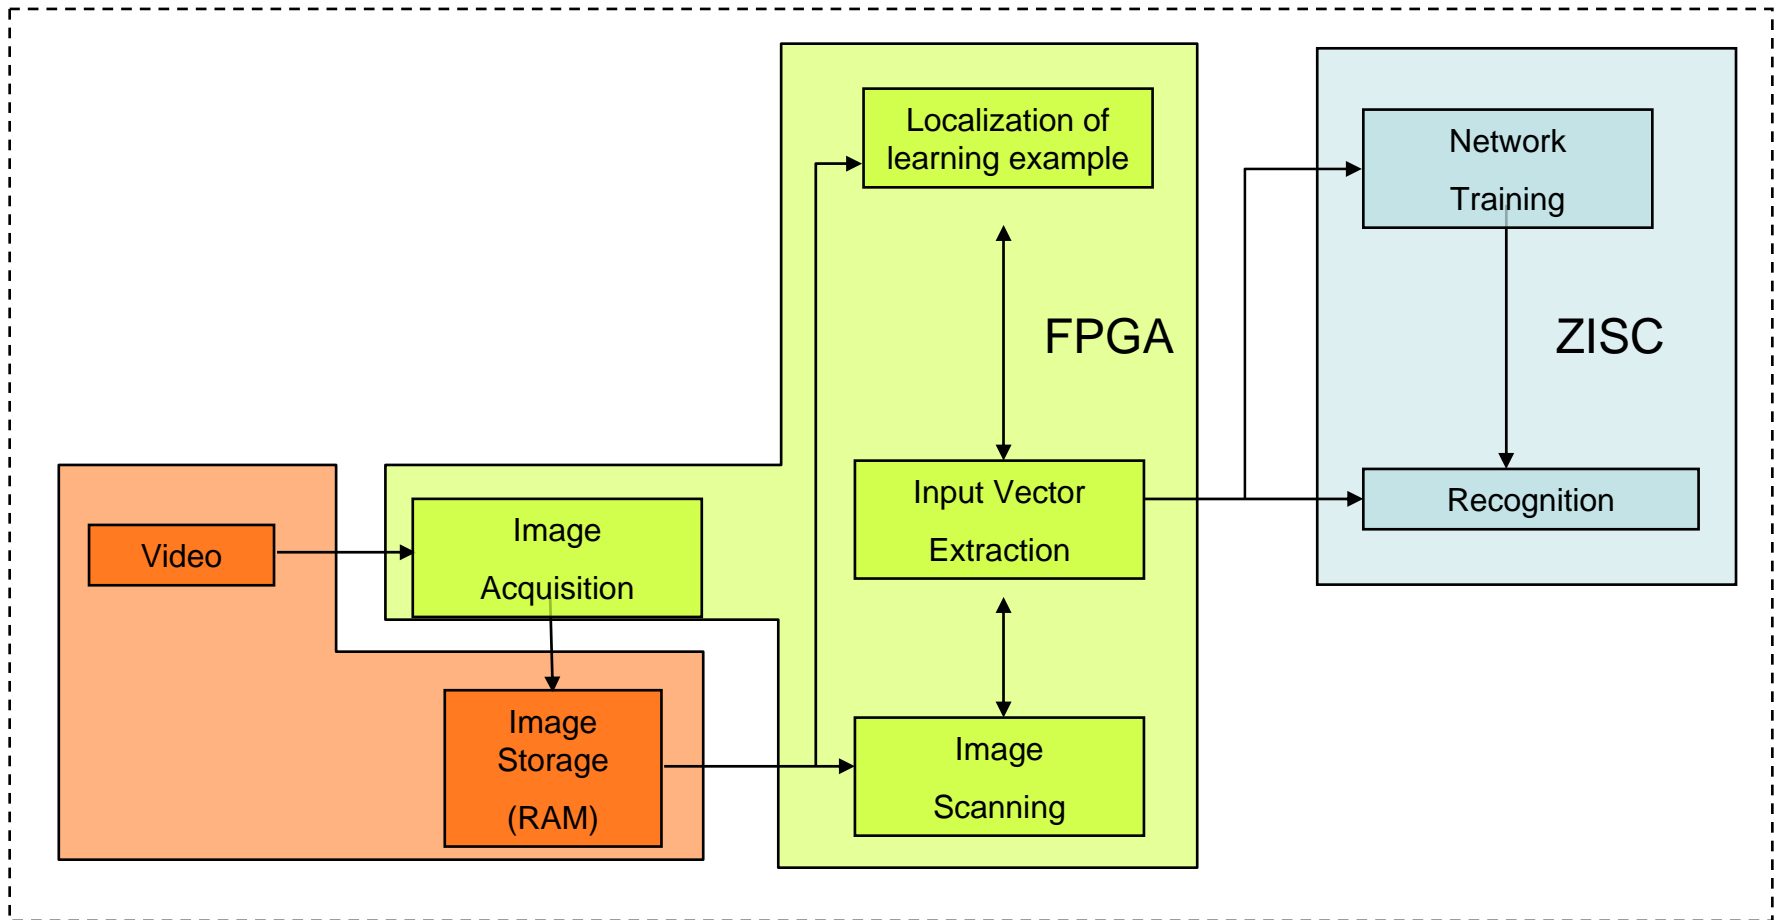 Video
Image
Acquisition
Image
Storage
(RAM)
Localization of
learning example
FPGA
Input Vector
Extraction
Image
Scanning
Network
Training
ZISC
Recognition